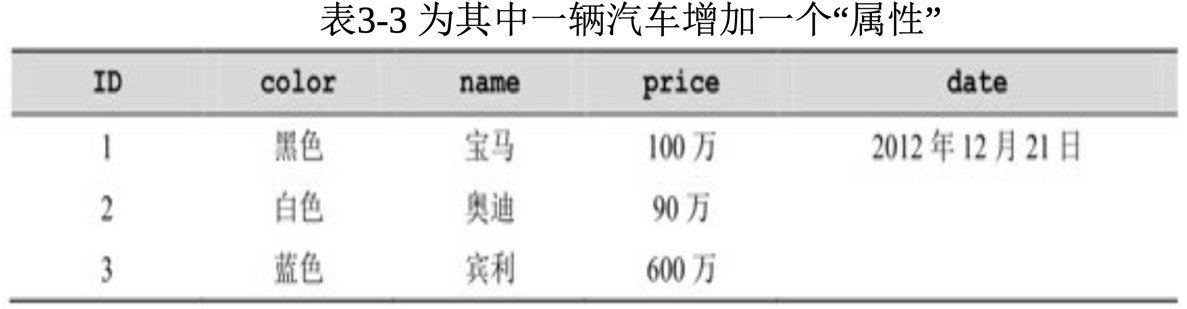 表3-3 为其中一辆汽车增加一个“属性”
ID color name price date
1 黑色 宝马 100 万 2012 年 12 月 21 日
2 白色 奥迪 90 万
3 蓝色 宾利 600 万